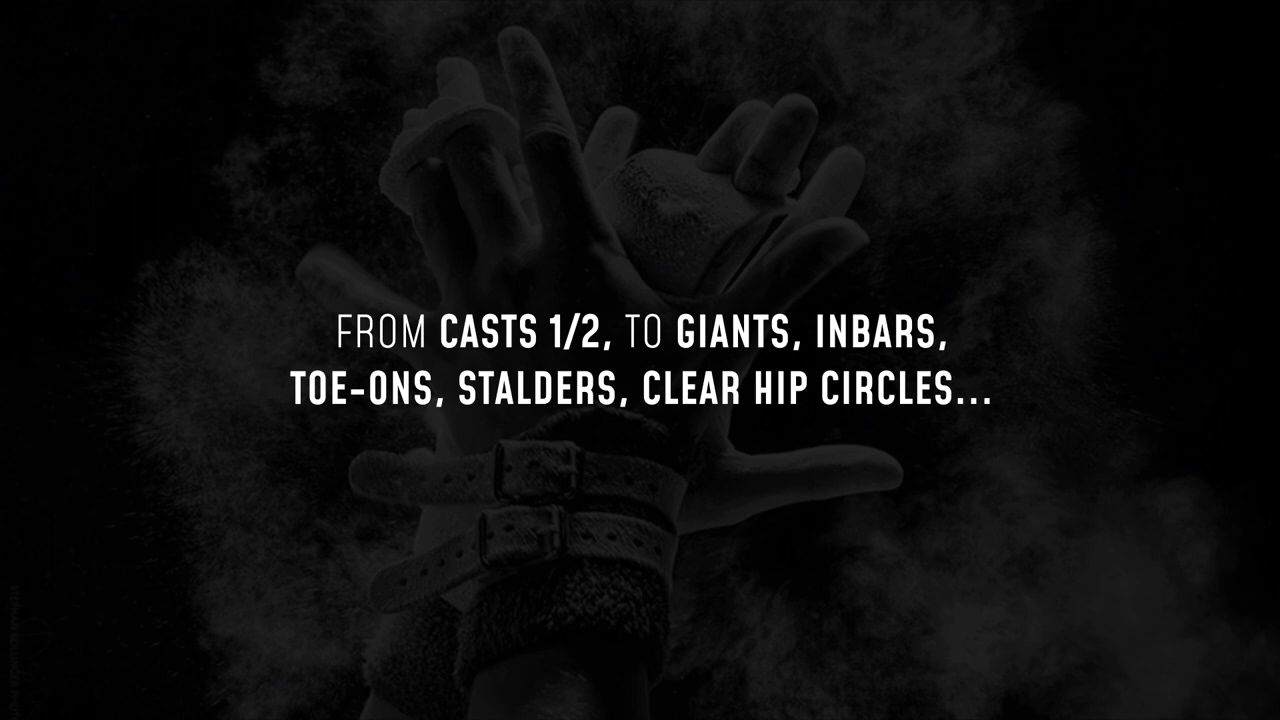 FROM CASTS 1/2, TO GIANTS, INBARS,
TOE-ONS, STALDERS, CLEAR HIP CIRCLES...